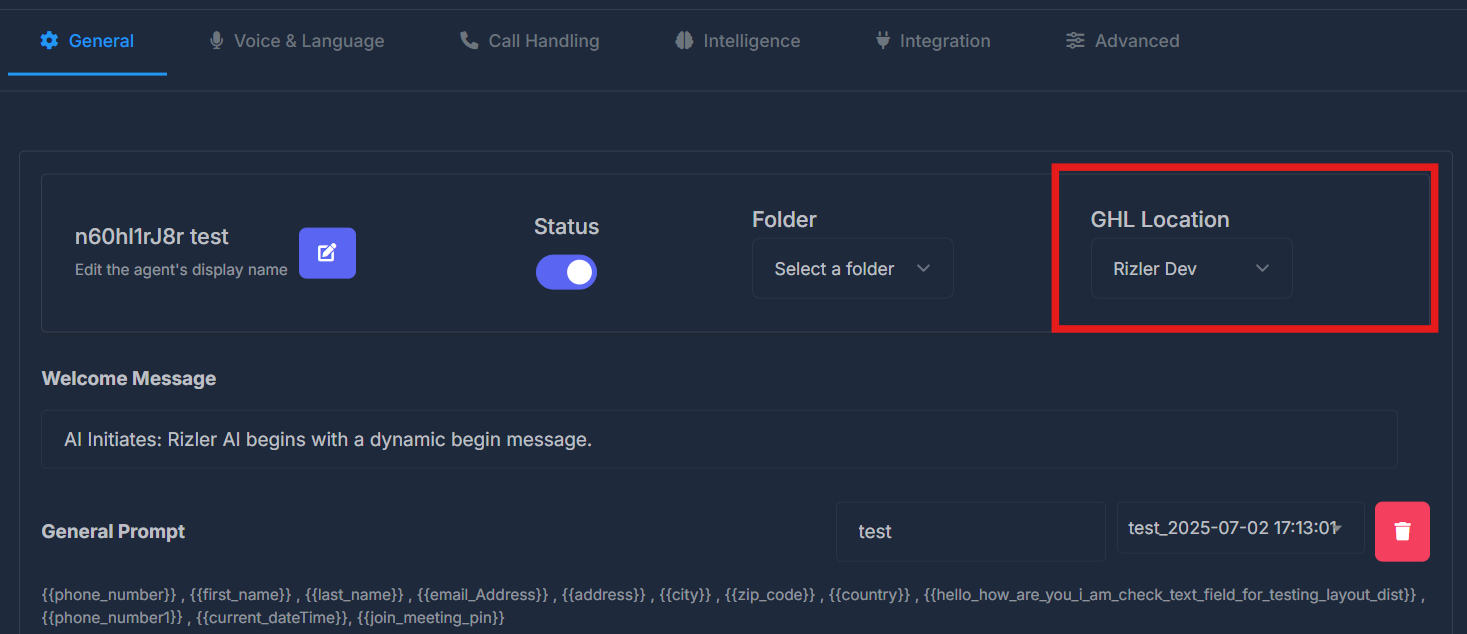 General Voice & Language Call Handling Intelligence Integration Advanced
n60hI1rJ8r test
Edit the agent's display name
Status
Folder
Select a folder
GHL Location
Rizler Dev
Welcome Message
AI Initiates: Rizler AI begins with a dynamic begin message.
General Prompt
test
test_2025-07-02 17:13:01
{{phone_number}} , {{first_name}} , {{last_name}} , {{email_Address}} , {{address}} , {{city}} , {{zip_code}} , {{country}} , {{hello_how_are_you_i_am_check_text_field_for_testing_layout_dist}} ,
{{phone_number1}} , {{current_dateTime}}, {{join_meeting_pin}}